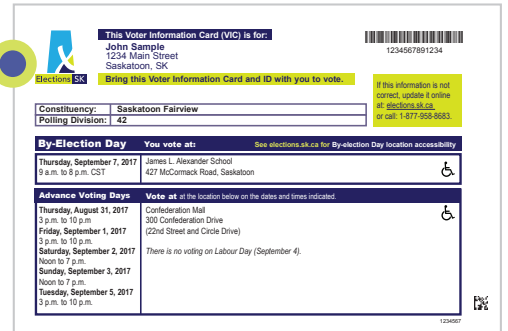 Elections SK
This Voter Information Card (VIC) is for:
John Sample
1234 Main Street
Saskatoon, SK
Bring this Voter Information Card and ID with you to vote.
1234567891234
If this information is not
correct, update it online
at: elections.sk.ca
or call: 1-877-958-8683.
Constituency: Saskatoon Fairview
Polling Division: 42
By-Election Day You vote at: See elections.sk.ca for By-election Day location accessibility
Thursday, September 7, 2017 James L. Alexander School
9 a.m. to 8 p.m. CST 427 McCormack Road, Saskatoon
Advance Voting Days Vote at at the location below on the dates and times indicated.
Thursday, August 31, 2017 Confederation Mall
3 p.m. to 10 p.m 300 Confederation Drive
Friday, September 1, 2017 (22nd Street and Circle Drive)
3 p.m. to 10 p.m.
Saturday, September 2, 2017 There is no voting on Labour Day (September 4).
Noon to 7 p.m.
Sunday, September 3, 2017
Noon to 7 p.m.
Tuesday, September 5, 2017
3 p.m. to 10 p.m.
1234567